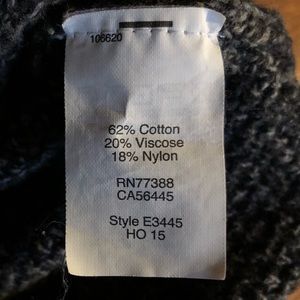 106620
62% Cotton
20% Viscose
18% Nylon
RN77388
CA56445
Style E3445
HO 15